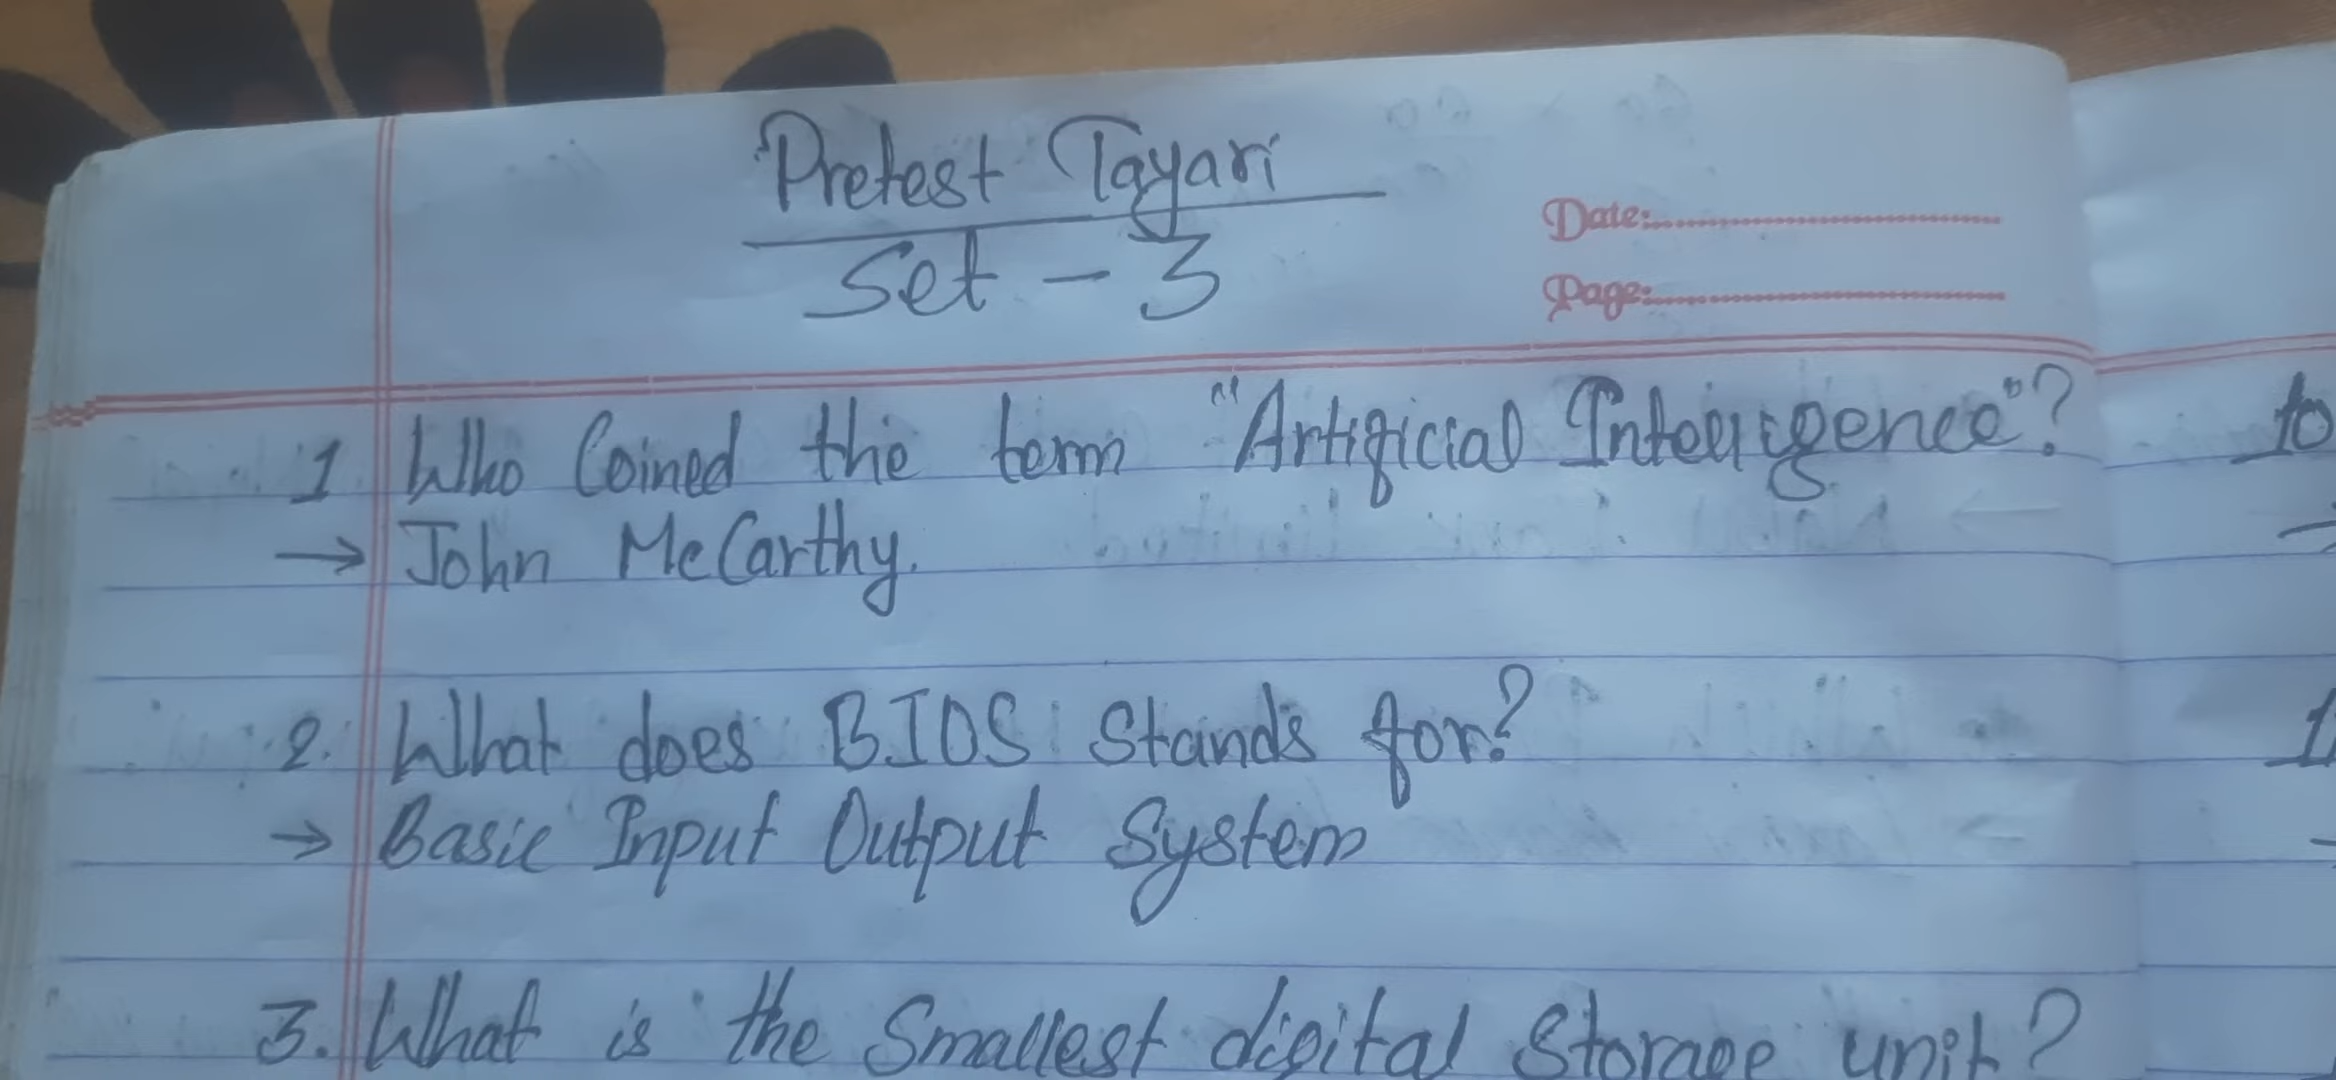 Pretest Tayari
Set - 3
Date:
Page:
1 Who Coined the term "Artificial Intelligence"?
→ John McCarthy.
2. What does BIOS Stands for?
→ Basic Input Output System
3. What is the Smallest digital Storage unit?
10